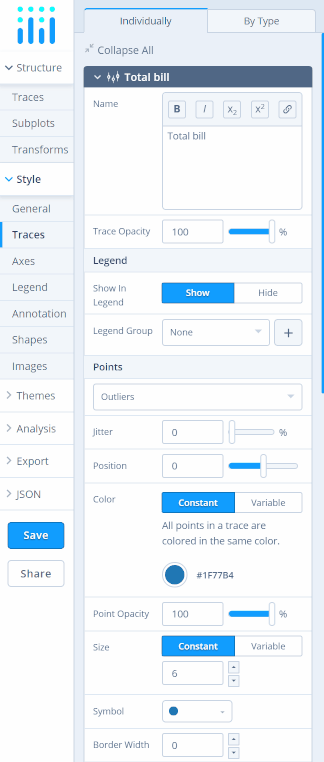 Structure
Traces
Subplots
Transforms
Style
General
Traces
Axes
Legend
Annotation
Shapes
Images
Themes
Analysis
Export
JSON
Save
Share
Individually
By Type
Collapse All
Total bill
Name
B I x2 x²
Total bill
Trace Opacity 100 %
Legend
Show In
Legend
Show Hide
Legend Group None +
Points
Outliers
Jitter 0 %
Position 0
Color Constant Variable
All points in a trace are
colored in the same color.
#1F77B4
Point Opacity 100 %
Size Constant Variable
6
Symbol
Border Width 0